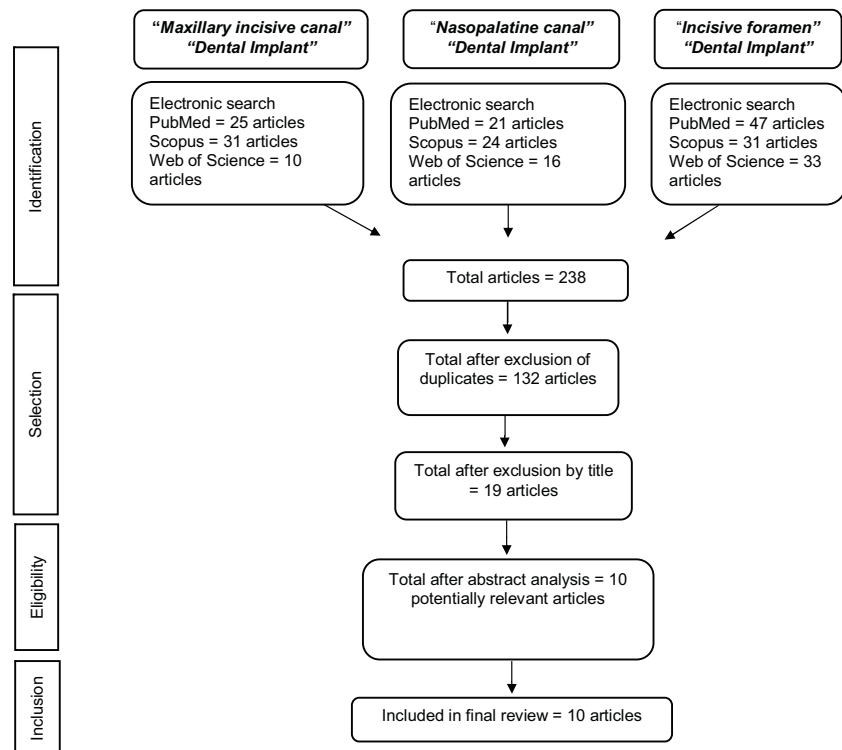 “Maxillary incisive canal”
“Dental Implant”
“Nasopalatine canal”
“Dental Implant”
“Incisive foramen”
“Dental Implant”
Identification
Electronic search
PubMed = 25 articles
Scopus = 31 articles
Web of Science = 10
articles
Electronic search
PubMed = 21 articles
Scopus = 24 articles
Web of Science = 16
articles
Electronic search
PubMed = 47 articles
Scopus = 31 articles
Web of Science = 33
articles
Total articles = 238
Selection
Total after exclusion of
duplicates = 132 articles
Total after exclusion by title
= 19 articles
Eligibility
Total after abstract analysis = 10
potentially relevant articles
Inclusion
Included in final review = 10 articles